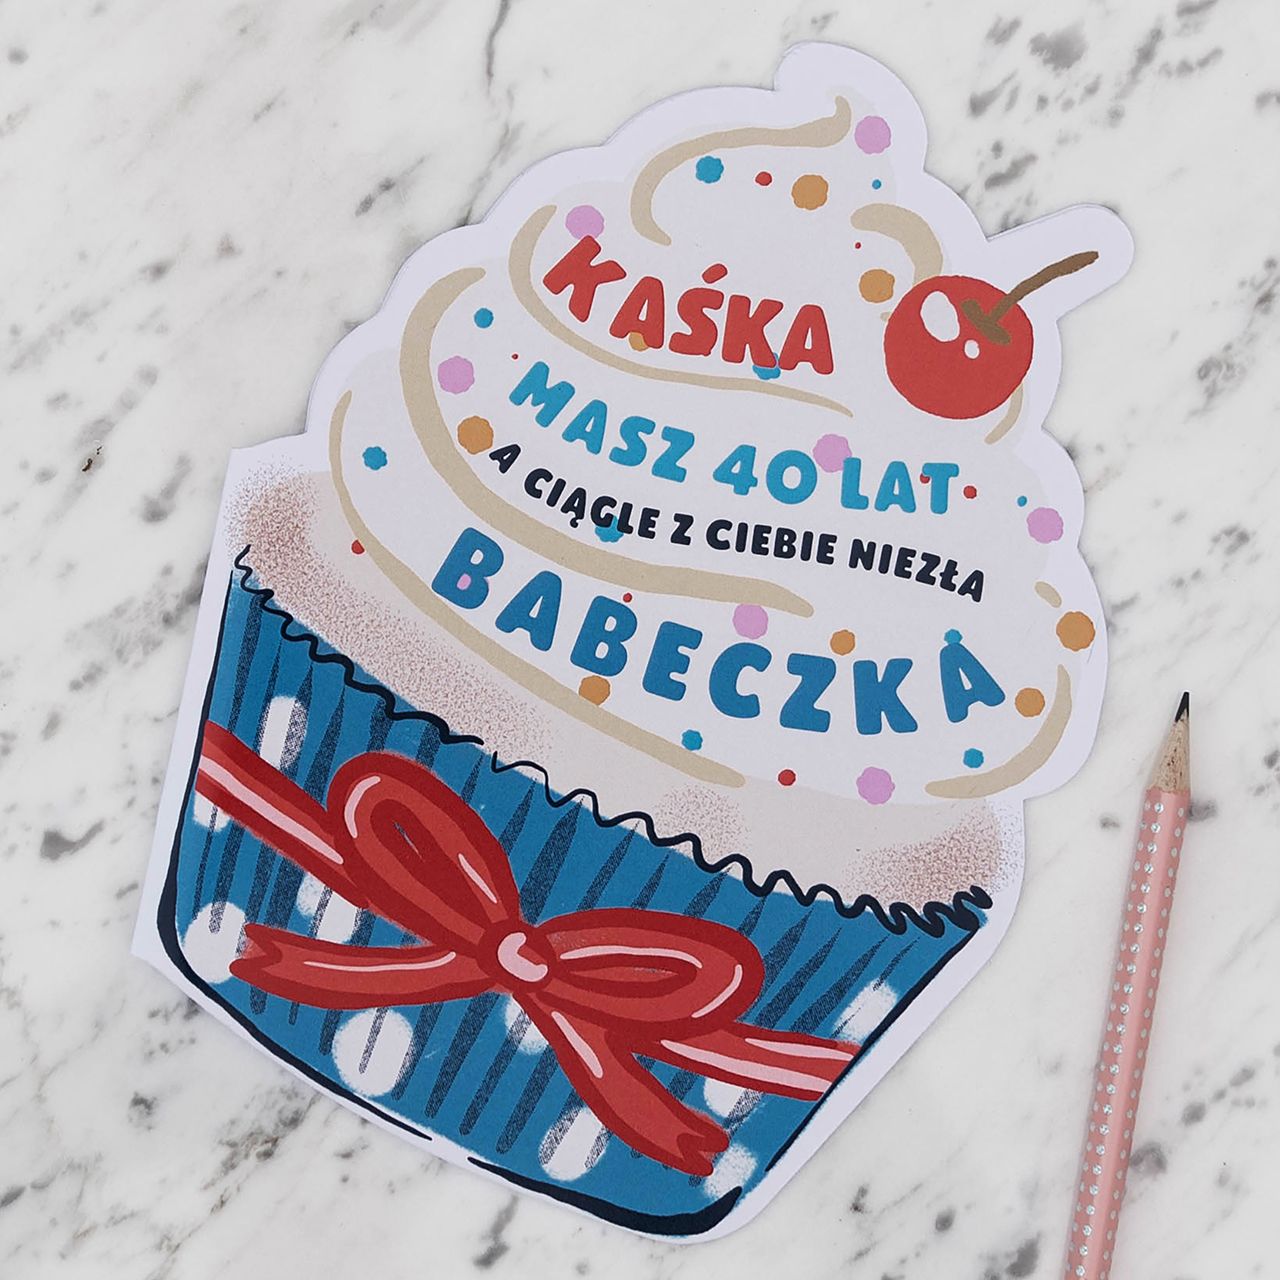 KAŚKA
MASZ 40 LAT
A CIĄGLE Z CIEBIE NIEZŁA
BABECZKA